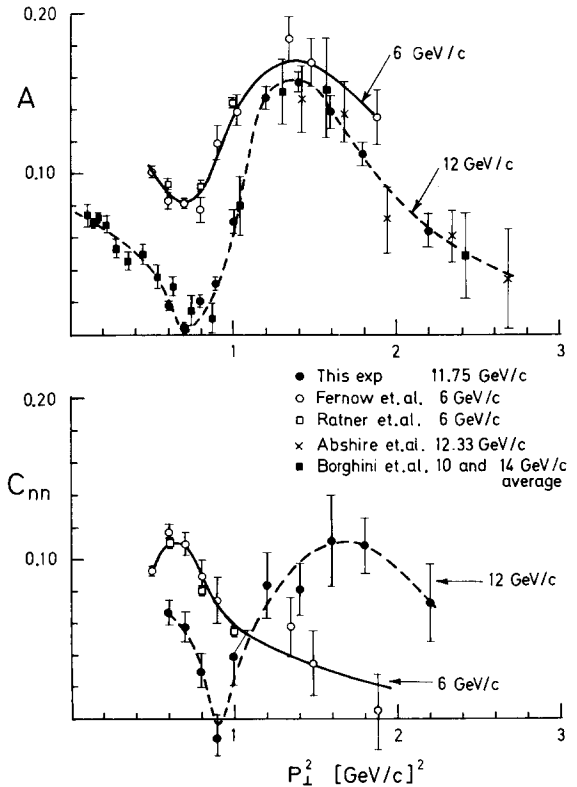 0.20
A
6 GeV/c
0.10
12 GeV/c
1
2
3
● This exp 11.75 GeV/c
○ Fernow et.al. 6 GeV/c
□ Ratner et.al. 6 GeV/c
× Abshire et.al. 12.33 GeV/c
■ Borghini et.al. 10 and 14 GeV/c
average
0.20
Cnn
0.10
12 GeV/c
6 GeV/c
1
2
3
P⊥² [GeV/c]²